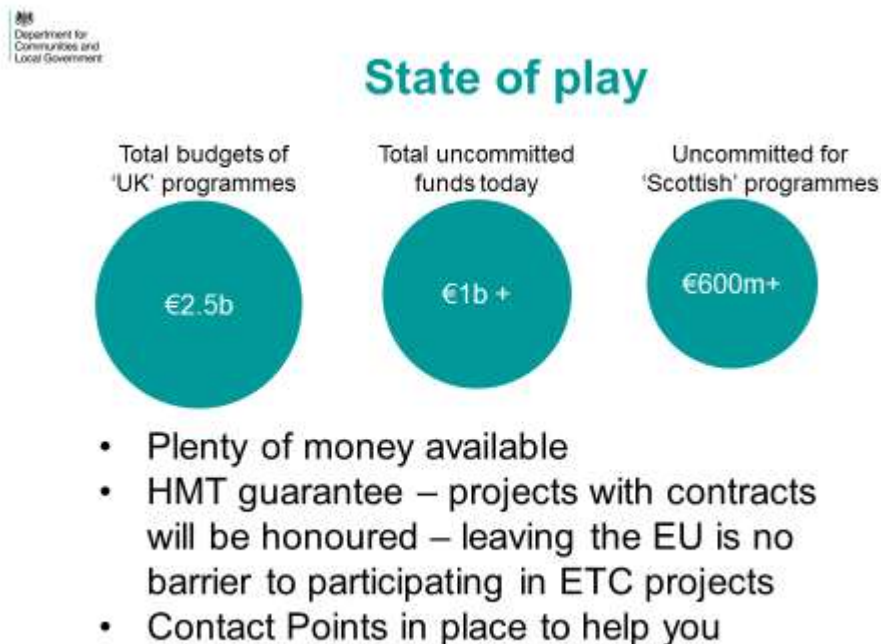 Department for
Communities and
Local Government
State of play
Total budgets of
‘UK’ programmes
Total uncommitted
funds today
Uncommitted for
‘Scottish’ programmes
€2.5b
€1b +
€600m+
• Plenty of money available
• HMT guarantee – projects with contracts
will be honoured – leaving the EU is no
barrier to participating in ETC projects
• Contact Points in place to help you